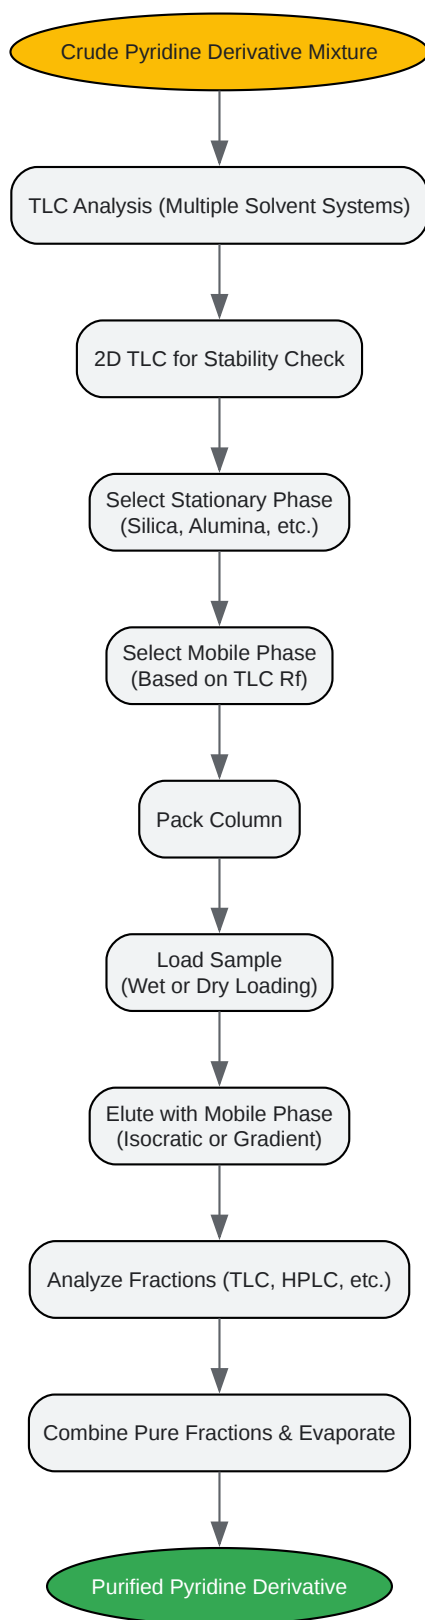 Crude Pyridine Derivative Mixture
TLC Analysis (Multiple Solvent Systems)
2D TLC for Stability Check
Select Stationary Phase
(Silica, Alumina, etc.)
Select Mobile Phase
(Based on TLC Rf)
Pack Column
Load Sample
(Wet or Dry Loading)
Elute with Mobile Phase
(Isocratic or Gradient)
Analyze Fractions (TLC, HPLC, etc.)
Combine Pure Fractions & Evaporate
Purified Pyridine Derivative